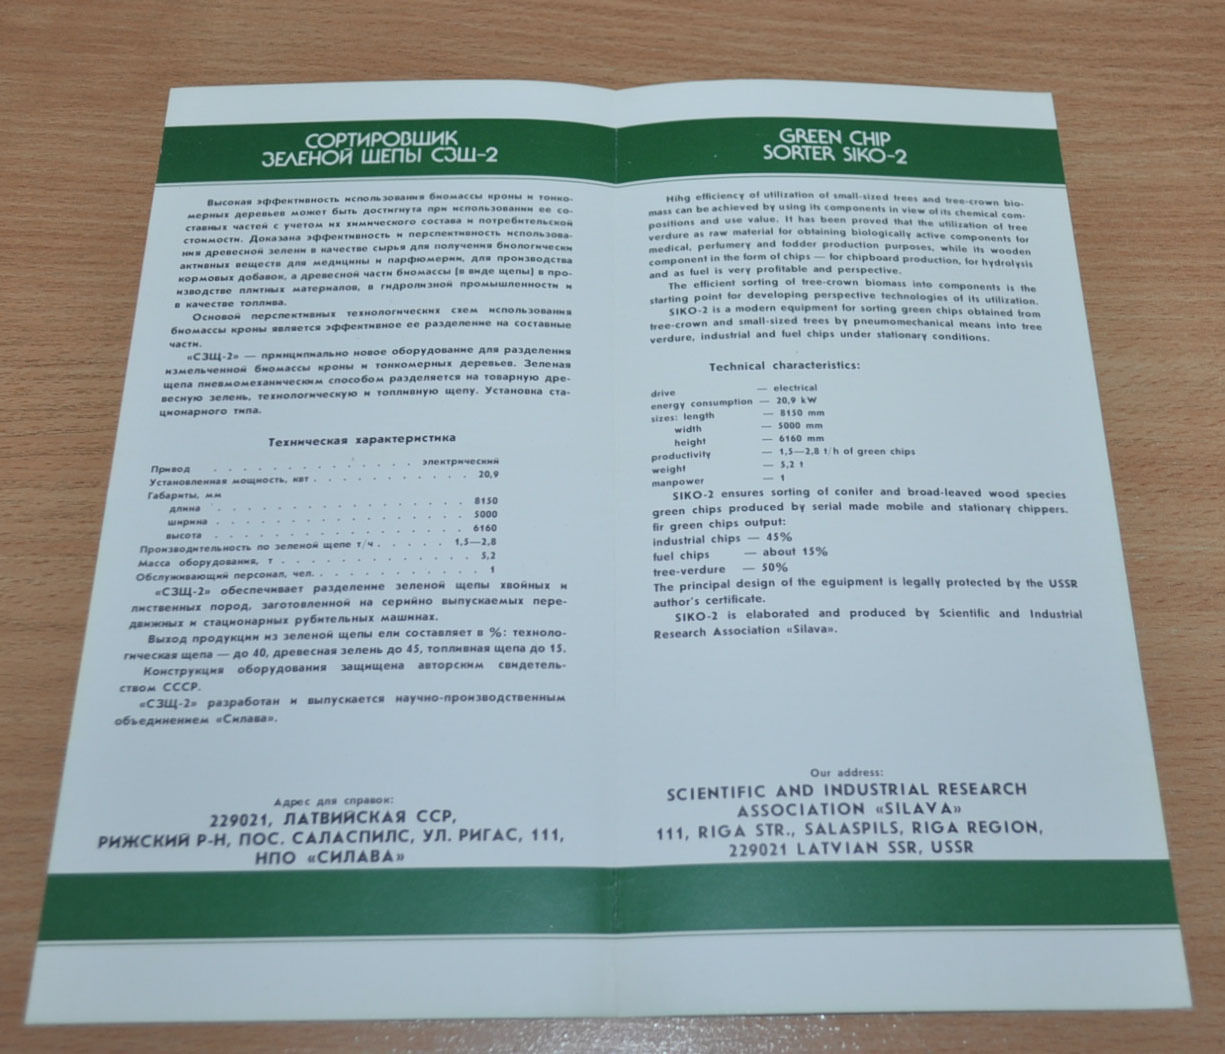 СОРТИРОВЩИК
ЗЕЛЕНОЙ ЩЕПЫ СЗЩ-2
Высокая эффективность использования биомассы кроны и тонко-
мерных деревьев может быть достигнута при использовании ее со-
ставных частей с учетом их химического состава и потребительской
стоимости. Доказана эффективность и перспективность использова-
ния древесной зелени в качестве сырья для получения биологически
активных веществ для медицины и парфюмерии, для производства
кормовых добавок, а древесной части биомассы [в виде щепы] в про-
изводстве плитных материалов, в гидролизной промышленности и
в качестве топлива.
Основой перспективных технологических схем использования
биомассы кроны является эффективное ее разделение на составные
части.
«СЗЩ-2» — принципиально новое оборудование для разделения
измельченной биомассы кроны и тонкомерных деревьев. Зеленая
щепа пневмомеханическим способом разделяется на товарную дре-
весную зелень, технологическую и топливную щепу. Установка ста-
ционарного типа.
Техническая характеристика
Привод . . . . . . . . . . . . . электрический
Установленная мощность, квт . . . . . . . . . . 20,9
Габариты, мм
длина . . . . . . . . . . . . . . . . 8150
ширина . . . . . . . . . . . . . . . . 5000
высота . . . . . . . . . . . . . . . . 6160
Производительность по зеленой щепе т/ч . . . . . 1,5—2,8
Масса оборудования, т . . . . . . . . . . . . 5,2
Обслуживающий персонал, чел. . . . . . . . . . . 1
«СЗЩ-2» обеспечивает разделение зеленой щепы хвойных и
лиственных пород, заготовленной на серийно выпускаемых пере-
движных и стационарных рубительных машинах.
Выход продукции из зеленой щепы ели составляет в %: техноло-
гическая щепа — до 40, древесная зелень до 45, топливная щепа до 15.
Конструкция оборудования защищена авторским свидетель-
ством СССР.
«СЗЩ-2» разработан и выпускается научно-производственным
объединением «Силава».
Адрес для справок:
229021, ЛАТВИЙСКАЯ ССР,
РИЖСКИЙ Р-Н, ПОС. САЛАСПИЛС, УЛ. РИГАС, 111,
НПО «СИЛАВА»
GREEN CHIP
SORTER SIKO-2
Hihg efficiency of utilization of small-sized trees and tree-crown bio-
mass can be achieved by using its components in view of its chemical com-
positions and use value. It has been proved that the utilization of tree
verdure as raw material for obtaining biologically active components for
medical, perfumery and fodder production purposes, while its wooden
component in the form of chips — for chipboard production, for hydrolysis
and as fuel is very profitable and perspective.
The efficient sorting of tree-crown biomass into components is the
starting point for developing perspective technologies of its utilization.
SIKO-2 is a modern equipment for sorting green chips obtained from
tree-crown and small-sized trees by pneumomechanical means into tree
verdure, industrial and fuel chips under stationary conditions.
Technical characteristics:
drive — electrical
energy consumption — 20,9 kW
sizes: length — 8150 mm
width — 5000 mm
height — 6160 mm
productivity — 1,5—2,8 t/h of green chips
weight — 5,2 t
manpower — 1
SIKO-2 ensures sorting of conifer and broad-leaved wood species
green chips produced by serial made mobile and stationary chippers.
fir green chips output:
industrial chips — 45%
fuel chips — about 15%
tree-verdure — 50%
The principal design of the equipment is legally protected by the USSR
author's certificate.
SIKO-2 is elaborated and produced by Scientific and Industrial
Research Association «Silava».
Our address:
SCIENTIFIC AND INDUSTRIAL RESEARCH
ASSOCIATION «SILAVA»
111, RIGA STR., SALASPILS, RIGA REGION,
229021 LATVIAN SSR, USSR